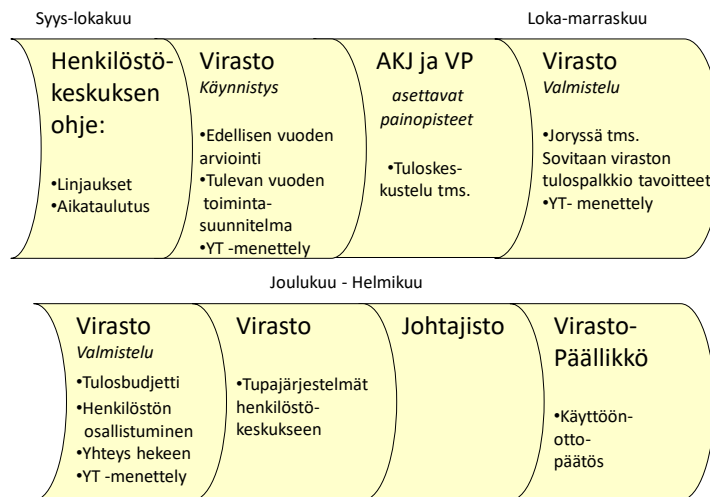 Syys-lokakuu
Loka-marraskuu
Henkilöstö-
keskuksen
ohje:
•Linjaukset
•Aikataulutus
Virasto
Käynnistys
•Edellisen vuoden
arviointi
•Tulevan vuoden
toiminta-
suunnitelma
•YT -menettely
AKJ ja VP
asettavat
painopisteet
•Tuloskes-
kustelu tms.
Virasto
Valmistelu
•Joryssä tms.
Sovitaan viraston
tulospalkkio tavoitteet
•YT- menettely
Joulukuu - Helmikuu
Virasto
Valmistelu
•Tulosbudjetti
•Henkilöstön
osallistuminen
•Yhteys hekeen
•YT -menettely
Virasto
•Tupajärjestelmät
henkilöstö-
keskukseen
Johtajisto
Virasto-
Päällikkö
•Käyttöön-
otto-
päätös